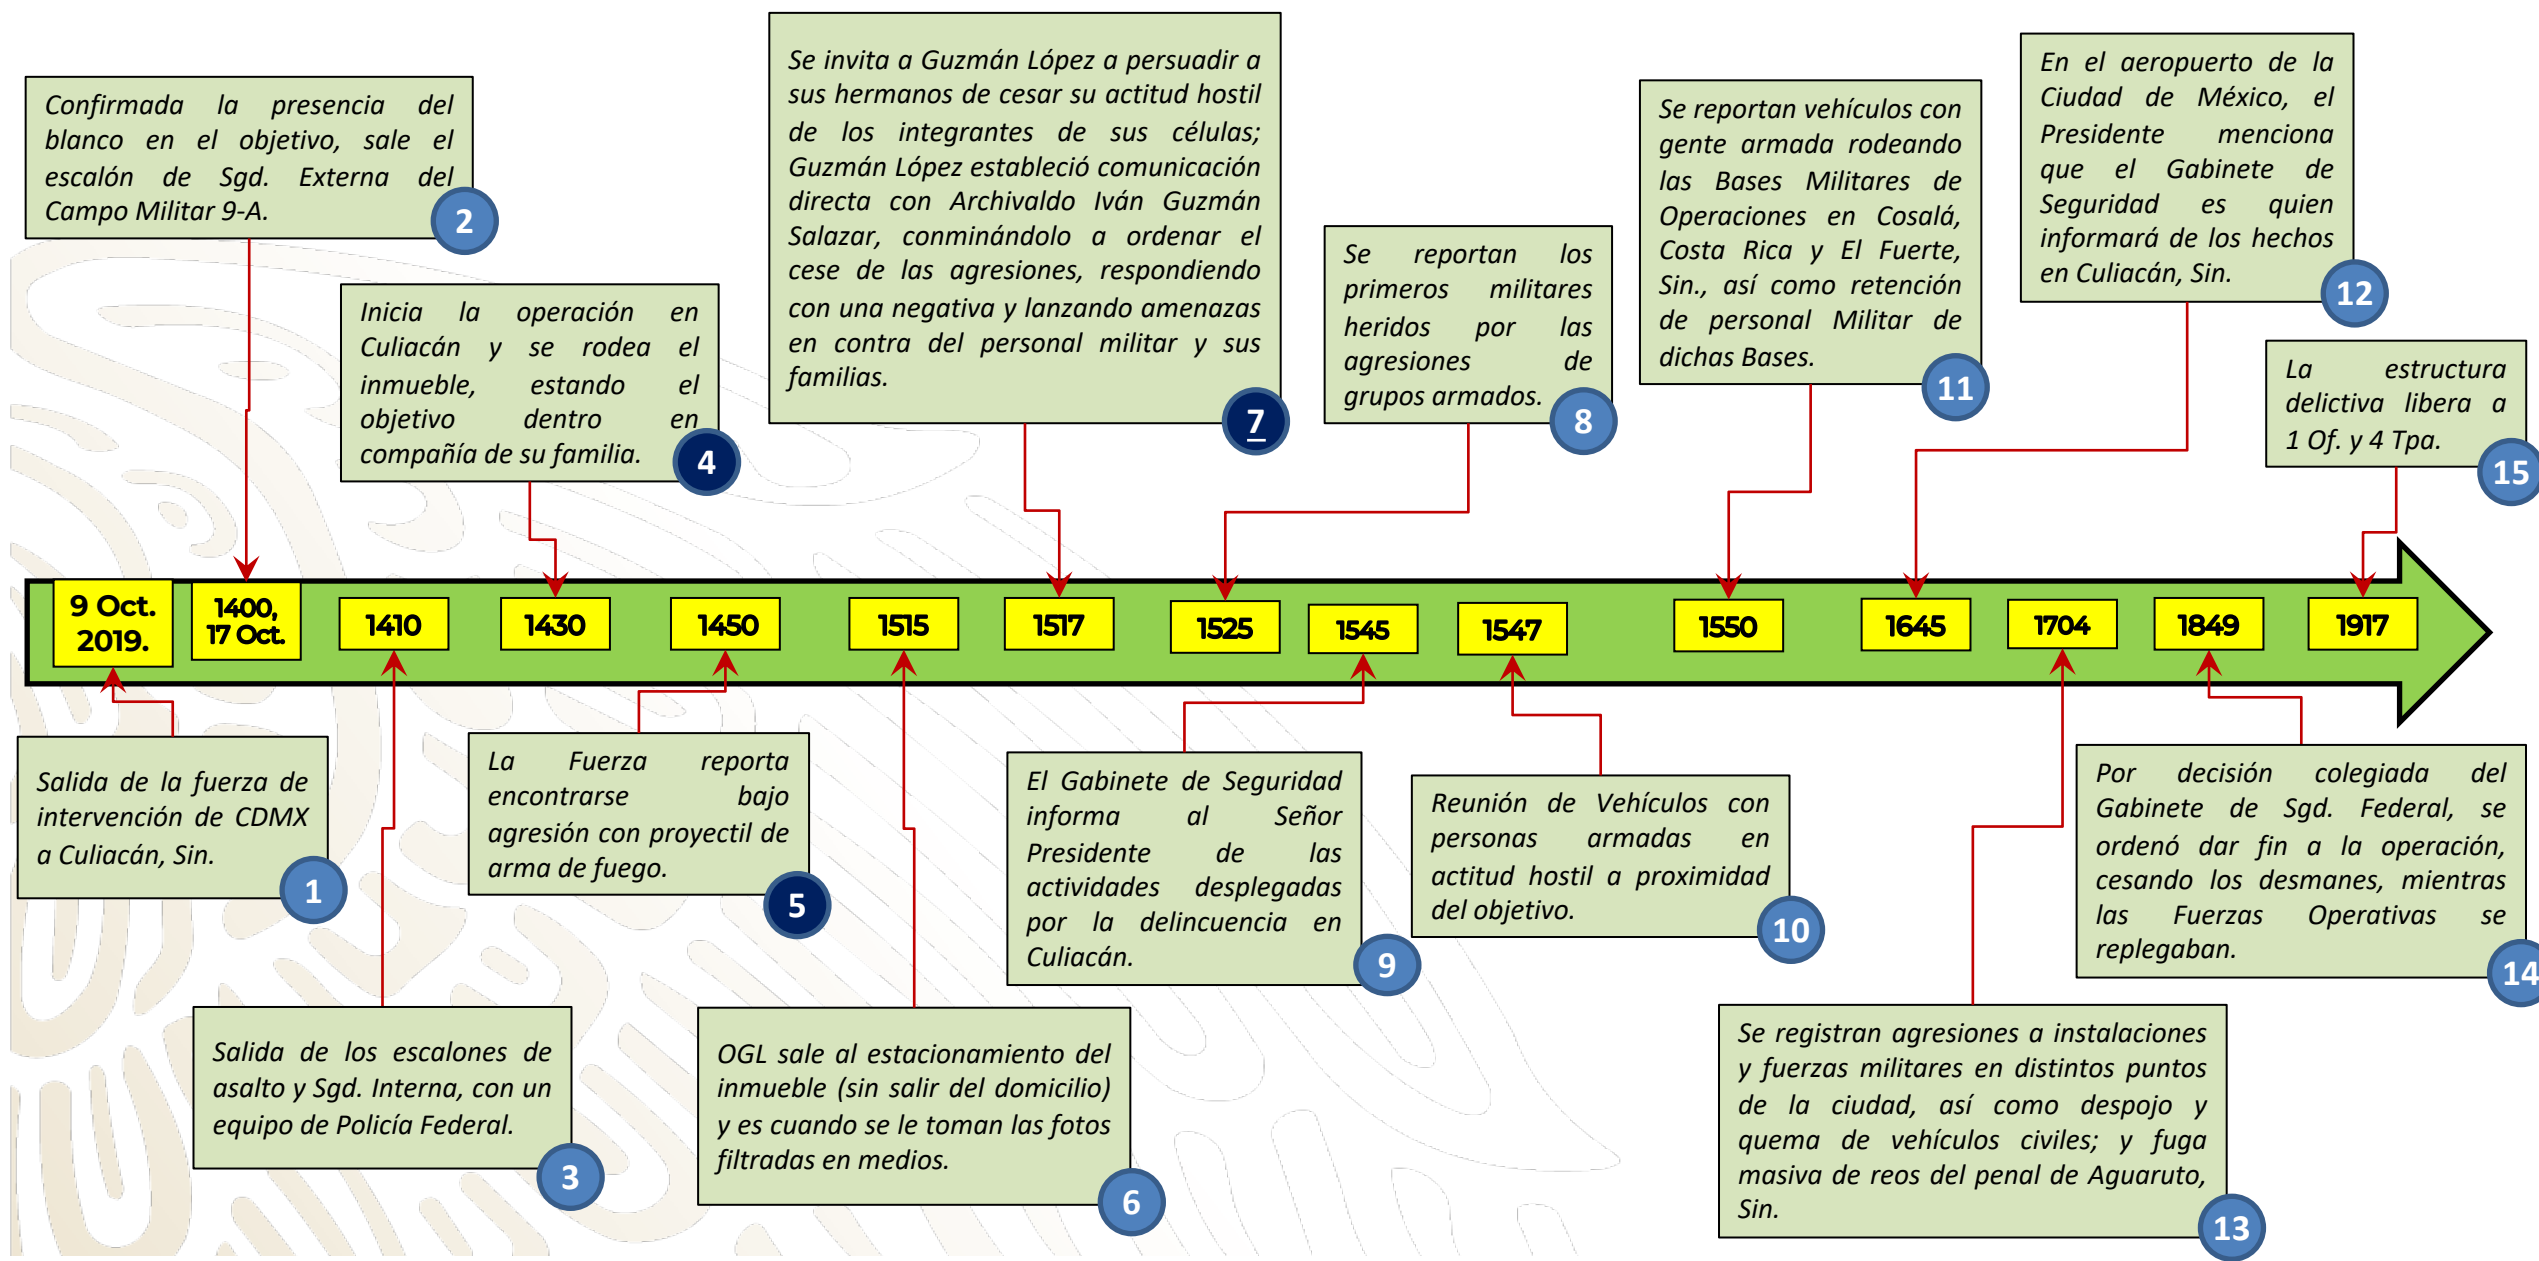 Confirmada la presencia del
blanco en el objetivo, sale el
escalón de Sgd. Externa del
Campo Militar 9-A.
2
Inicia la operación en
Culiacán y se rodea el
inmueble, estando el
objetivo dentro en
compañía de su familia.
4
Se invita a Guzmán López a persuadir a
sus hermanos de cesar su actitud hostil
de los integrantes de sus células;
Guzmán López estableció comunicación
directa con Archivaldo Iván Guzmán
Salazar, conminándolo a ordenar el
cese de las agresiones, respondiendo
con una negativa y lanzando amenazas
en contra del personal militar y sus
familias.
7
Se reportan los
primeros militares
heridos por las
agresiones de
grupos armados.
8
Se reportan vehículos con
gente armada rodeando
las Bases Militares de
Operaciones en Cosalá,
Costa Rica y El Fuerte,
Sin., así como retención
de personal Militar de
dichas Bases.
11
En el aeropuerto de la
Ciudad de México, el
Presidente menciona
que el Gabinete de
Seguridad es quien
informará de los hechos
en Culiacán, Sin.
12
La estructura
delictiva libera a
1 Of. y 4 Tpa.
15
9 Oct.
2019.
1400,
17 Oct.
1410
1430
1450
1515
1517
1525
1545
1547
1550
1645
1704
1849
1917
Salida de la fuerza de
intervención de CDMX
a Culiacán, Sin.
1
Salida de los escalones de
asalto y Sgd. Interna, con un
equipo de Policía Federal.
3
La Fuerza reporta
encontrarse bajo
agresión con proyectil de
arma de fuego.
5
OGL sale al estacionamiento del
inmueble (sin salir del domicilio)
y es cuando se le toman las fotos
filtradas en medios.
6
El Gabinete de Seguridad
informa al Señor
Presidente de las
actividades desplegadas
por la delincuencia en
Culiacán.
9
Reunión de Vehículos con
personas armadas en
actitud hostil a proximidad
del objetivo.
10
Se registran agresiones a instalaciones
y fuerzas militares en distintos puntos
de la ciudad, así como despojo y
quema de vehículos civiles; y fuga
masiva de reos del penal de Aguaruto,
Sin.
13
Por decisión colegiada del
Gabinete de Sgd. Federal, se
ordenó dar fin a la operación,
cesando los desmanes, mientras
las Fuerzas Operativas se
replegaban.
14